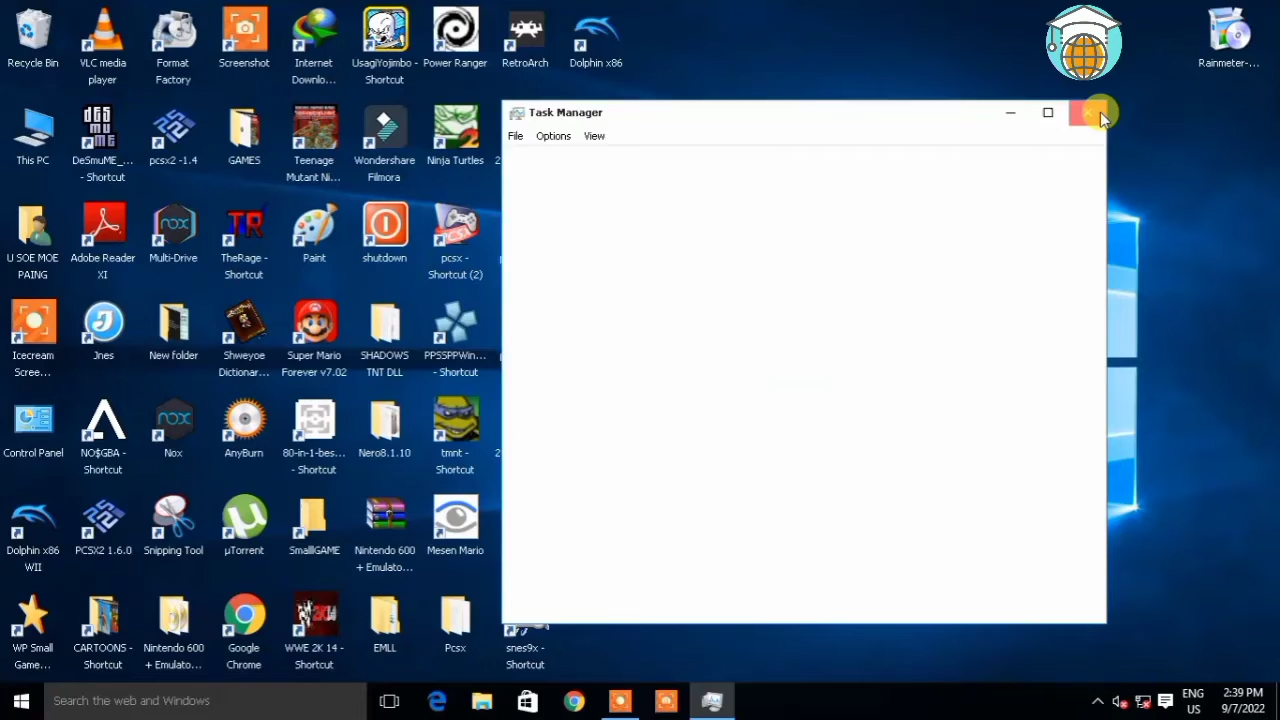 Recycle Bin
VLC media
player
Format
Factory
Screenshot
Internet
Downlo...
UsagiYojimbo -
Shortcut
Power Ranger
RetroArch
Dolphin x86
Rainmeter-...
This PC
DeSmuME_...
- Shortcut
pcsx2 -1.4
GAMES
Teenage
Mutant Ni...
Wondershare
Filmora
Ninja Turtles
Task Manager
File
Options
View
U SOE MOE
PAING
Adobe Reader
XI
Multi-Drive
TheRage -
Shortcut
Paint
shutdown
pcsx -
Shortcut (2)
Icecream
Scree...
Jnes
New folder
Shweyoe
Dictionar...
Super Mario
Forever v7.02
SHADOWS
TNT DLL
PPSSPPWin...
- Shortcut
Control Panel
NO$GBA -
Shortcut
Nox
AnyBurn
80-in-1-bes...
- Shortcut
Nero8.1.10
tmnt -
Shortcut
Dolphin x86
WII
PCSX2 1.6.0
Snipping Tool
µTorrent
SmallGAME
Nintendo 600
+ Emulato...
Mesen Mario
WP Small
Game...
CARTOONS -
Shortcut
Nintendo 600
+ Emulato...
Google
Chrome
WWE 2K 14 -
Shortcut
EMLL
Pcsx
snes9x -
Shortcut
Search the web and Windows
ENG
US
2:39 PM
9/7/2022